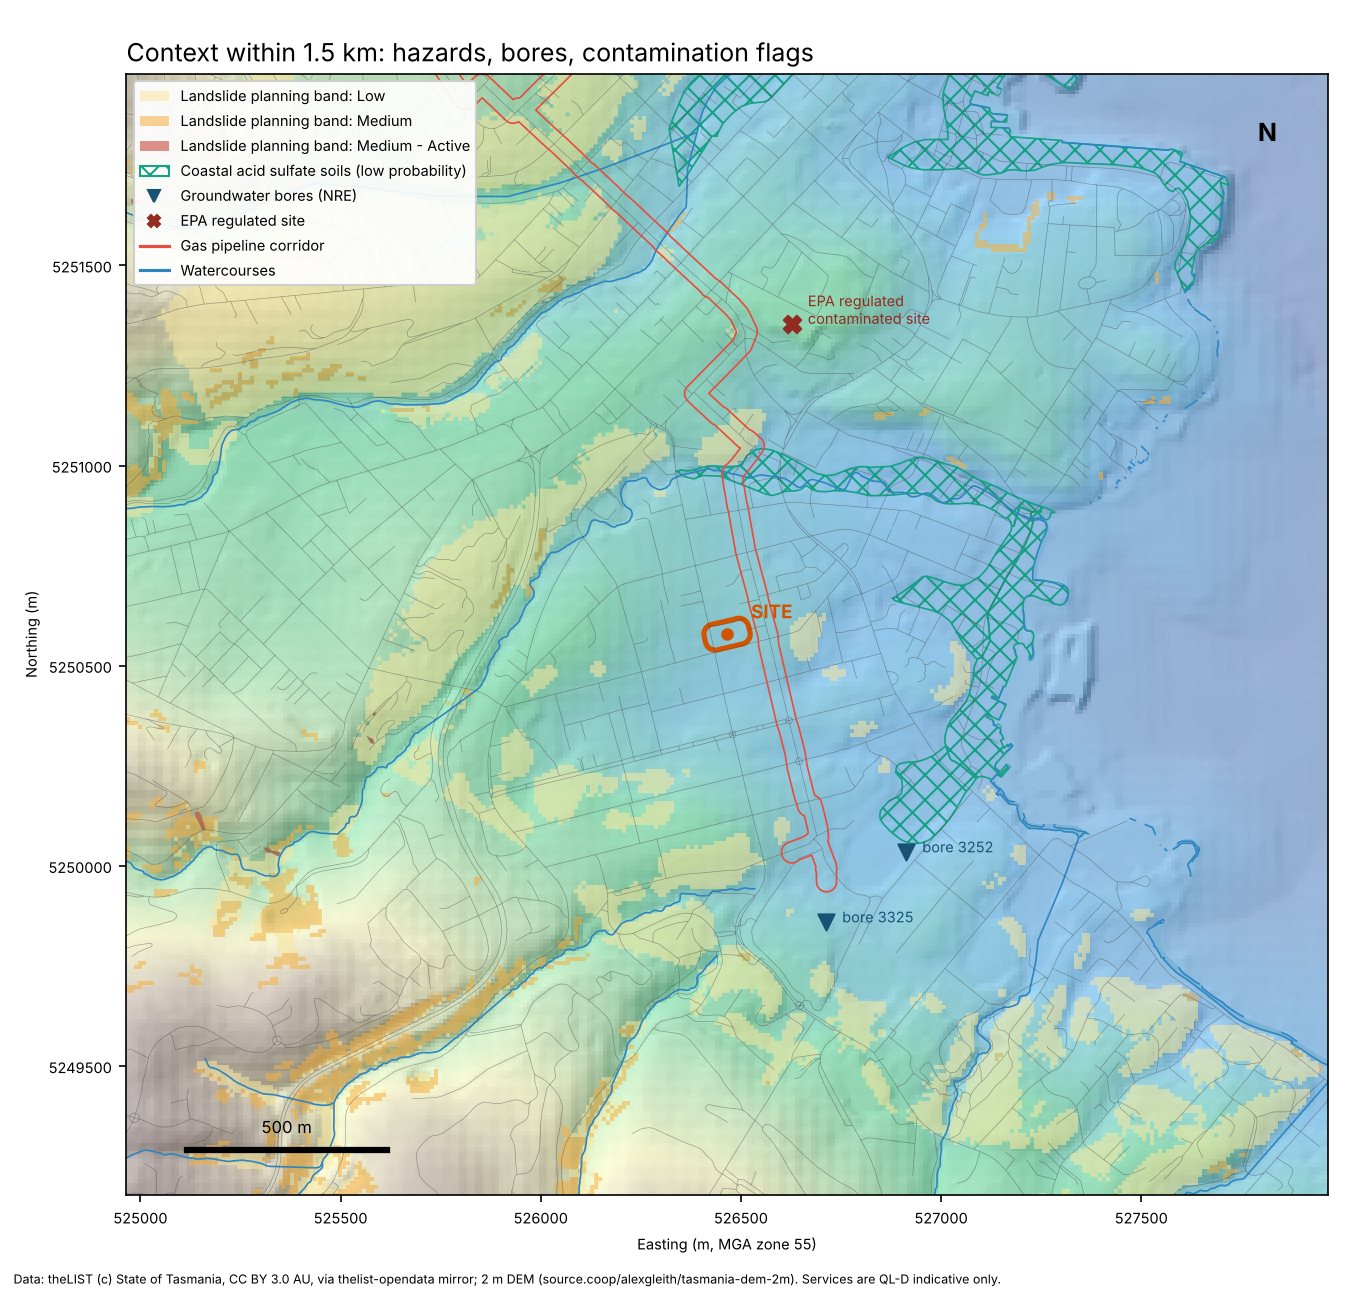 Context within 1.5 km: hazards, bores, contamination flags
Landslide planning band: Low
Landslide planning band: Medium
Landslide planning band: Medium - Active
Coastal acid sulfate soils (low probability)
Groundwater bores (NRE)
EPA regulated site
Gas pipeline corridor
Watercourses
N
EPA regulated
contaminated site
SITE
bore 3252
bore 3325
500 m
5251500
5251000
5250500
5250000
5249500
Northing (m)
525000
525500
526000
526500
527000
527500
Easting (m, MGA zone 55)
Data: theLIST (c) State of Tasmania, CC BY 3.0 AU, via thelist-opendata mirror; 2 m DEM (source.coop/alexgleith/tasmania-dem-2m). Services are QL-D indicative only.